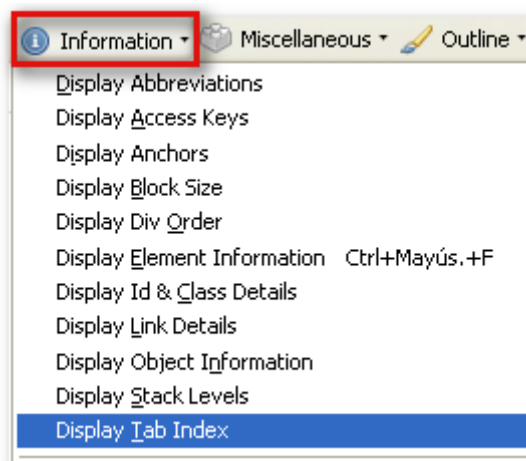 Information Miscellaneous Outline
Display Abbreviations
Display Access Keys
Display Anchors
Display Block Size
Display Div Order
Display Element Information Ctrl+Mayús.+F
Display Id & Class Details
Display Link Details
Display Object Information
Display Stack Levels
Display Tab Index